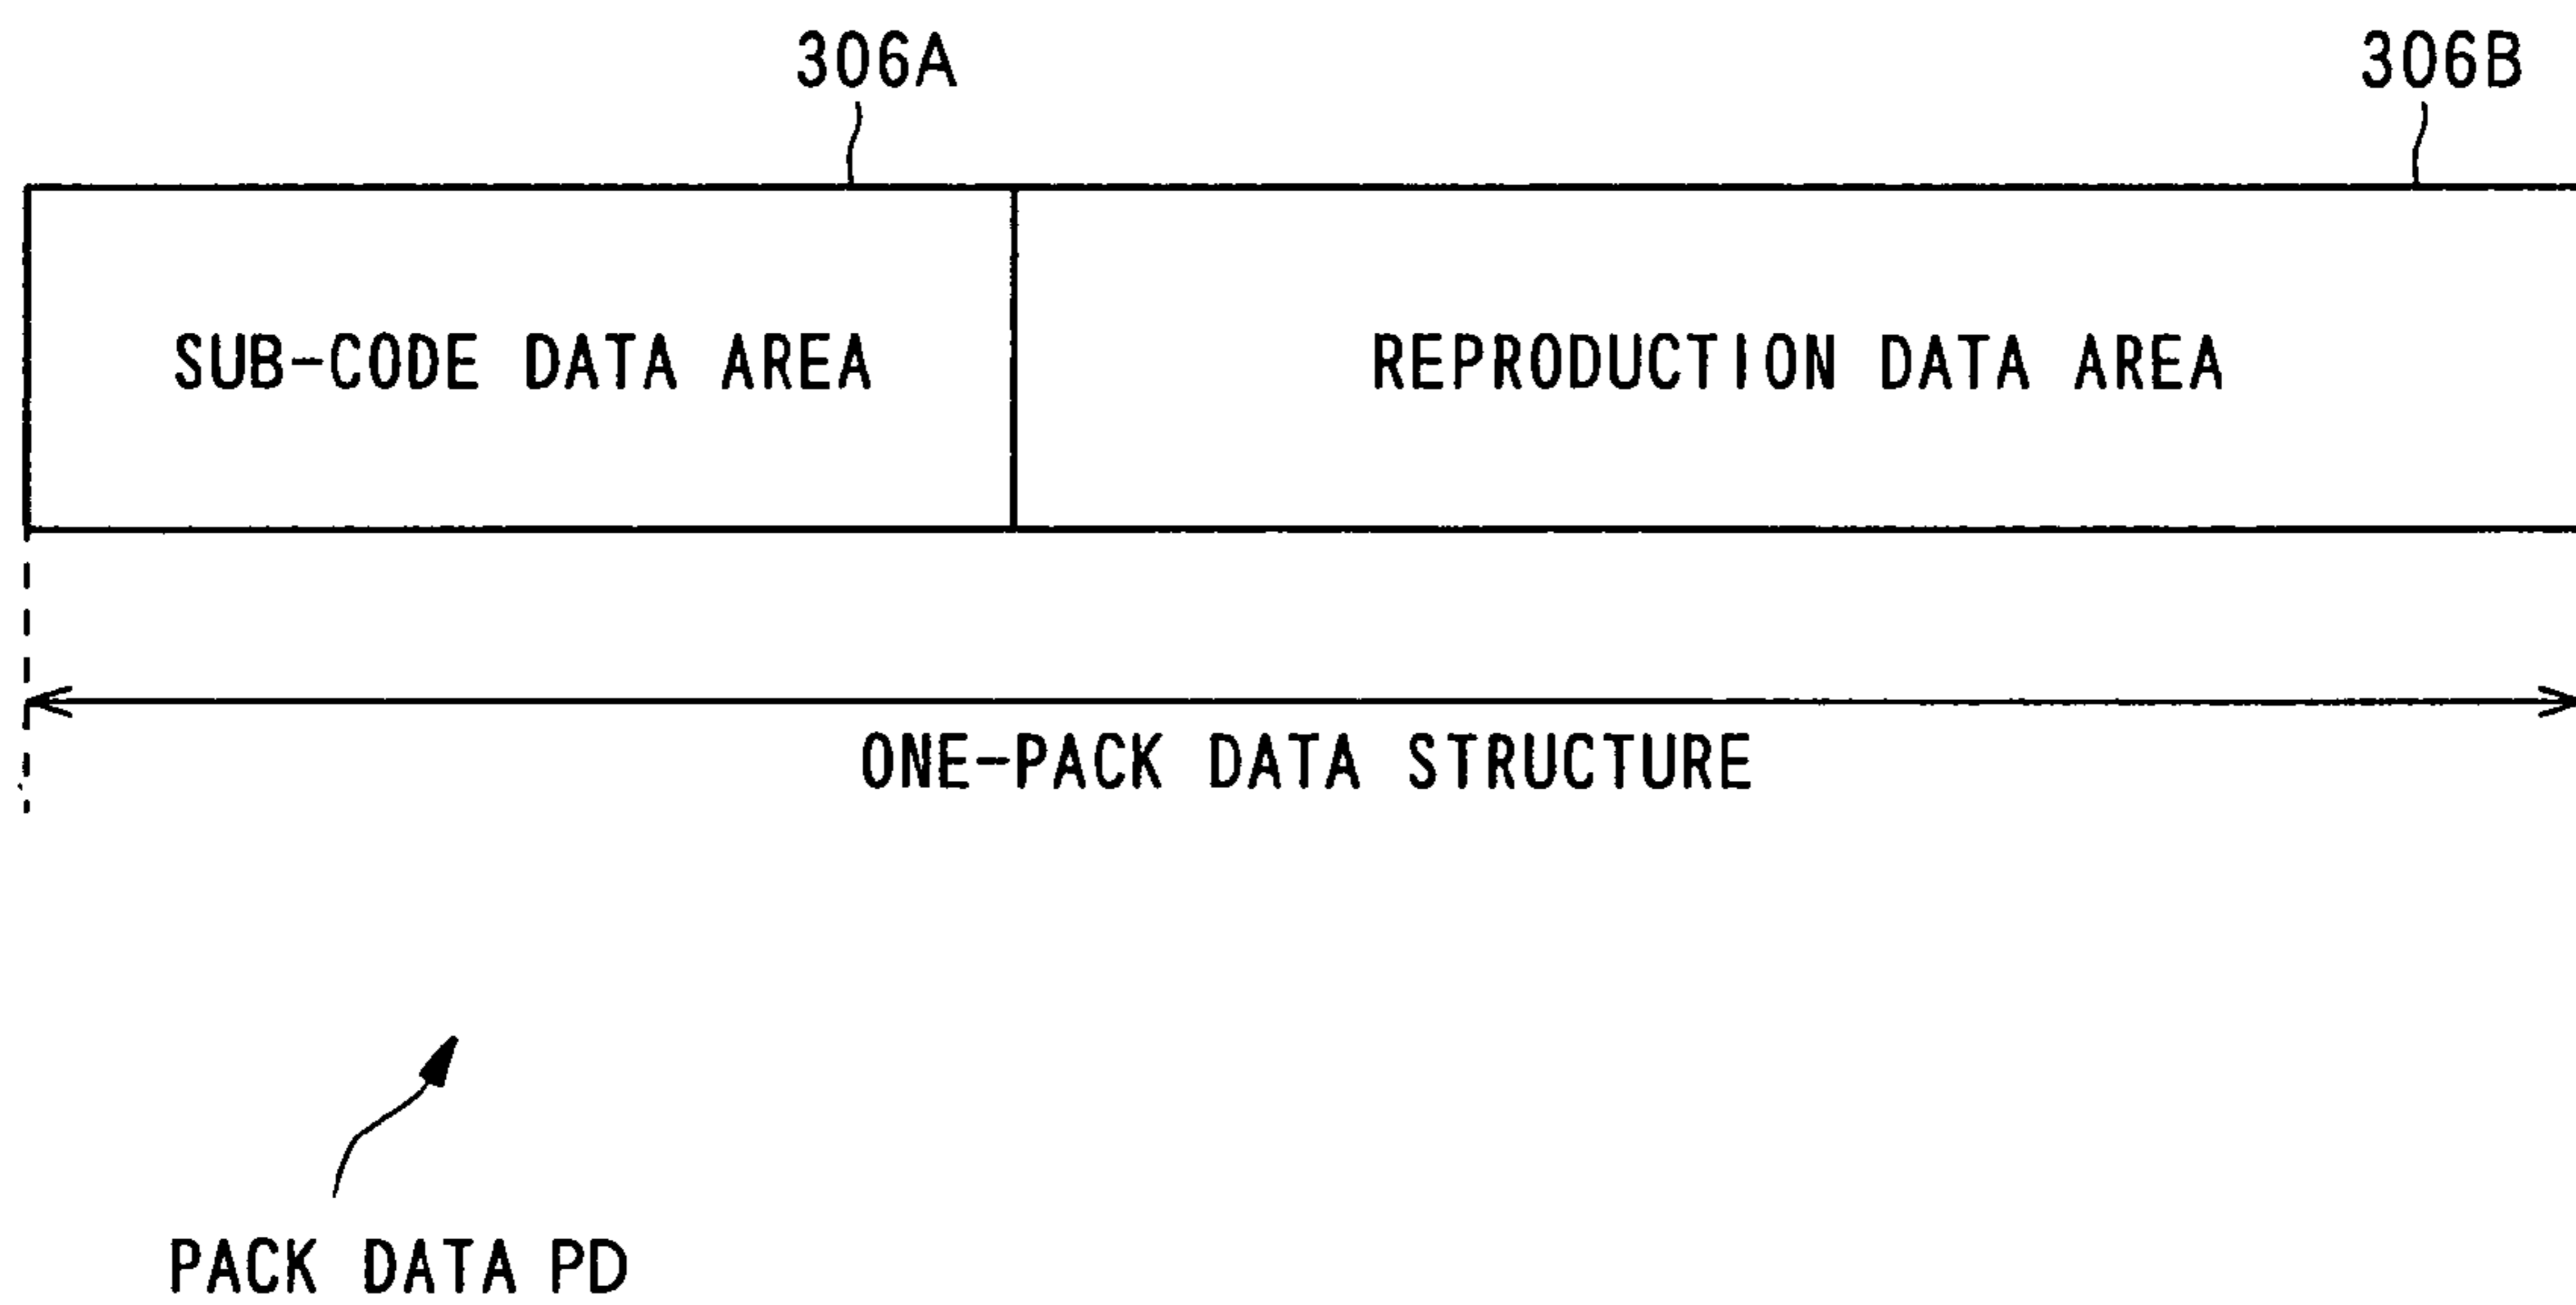 306A 306B
SUB-CODE DATA AREA REPRODUCTION DATA AREA
ONE-PACK DATA STRUCTURE
PACK DATA PD